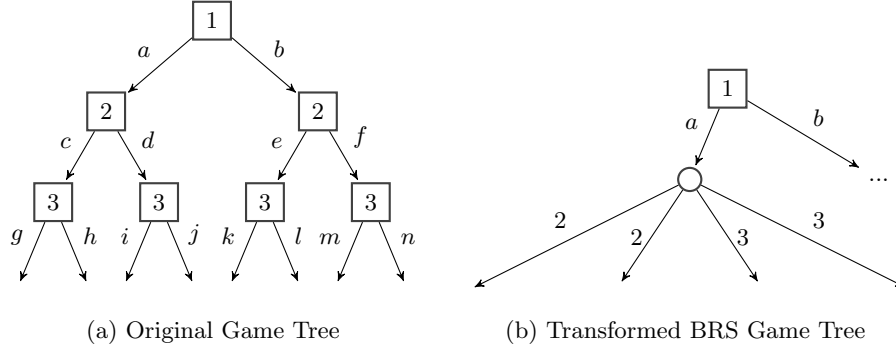 1
a b
2 2
c d e f
3 3 3 3
g h i j k l m n
(a) Original Game Tree
1
a b
...
2 2 3 3
(b) Transformed BRS Game Tree